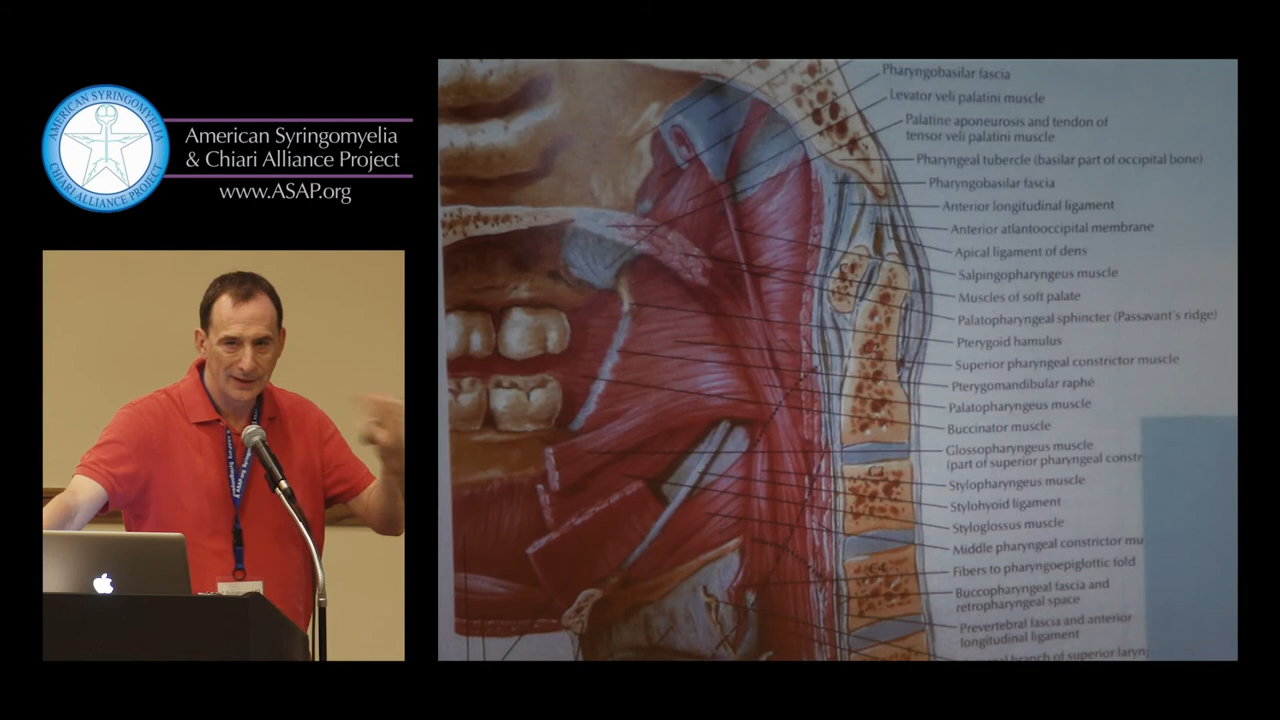 AMERICAN SYRINGOMYELIA
CHIARI ALLIANCE PROJECT
American Syringomyelia
& Chiari Alliance Project
www.ASAP.org
Pharyngobasilar fascia
Levator veli palatini muscle
Palatine aponeurosis and tendon of
tensor veli palatini muscle
Pharyngeal tubercle (basilar part of occipital bone)
Pharyngobasilar fascia
Anterior longitudinal ligament
Anterior atlantooccipital membrane
Apical ligament of dens
Salpingopharyngeus muscle
Muscles of soft palate
Palatopharyngeal sphincter (Passavant's ridge)
Pterygoid hamulus
Superior pharyngeal constrictor muscle
Pterygomandibular raphé
Palatopharyngeus muscle
Buccinator muscle
Glossopharyngeus muscle
(part of superior pharyngeal constr
Stylopharyngeus muscle
Stylohyoid ligament
Styloglossus muscle
Middle pharyngeal constrictor mu
Fibers to pharyngoepiglottic fold
Buccopharyngeal fascia and
retropharyngeal space
Prevertebral fascia and anterior
longitudinal ligament
branch of superior laryn
C2
C3
C4